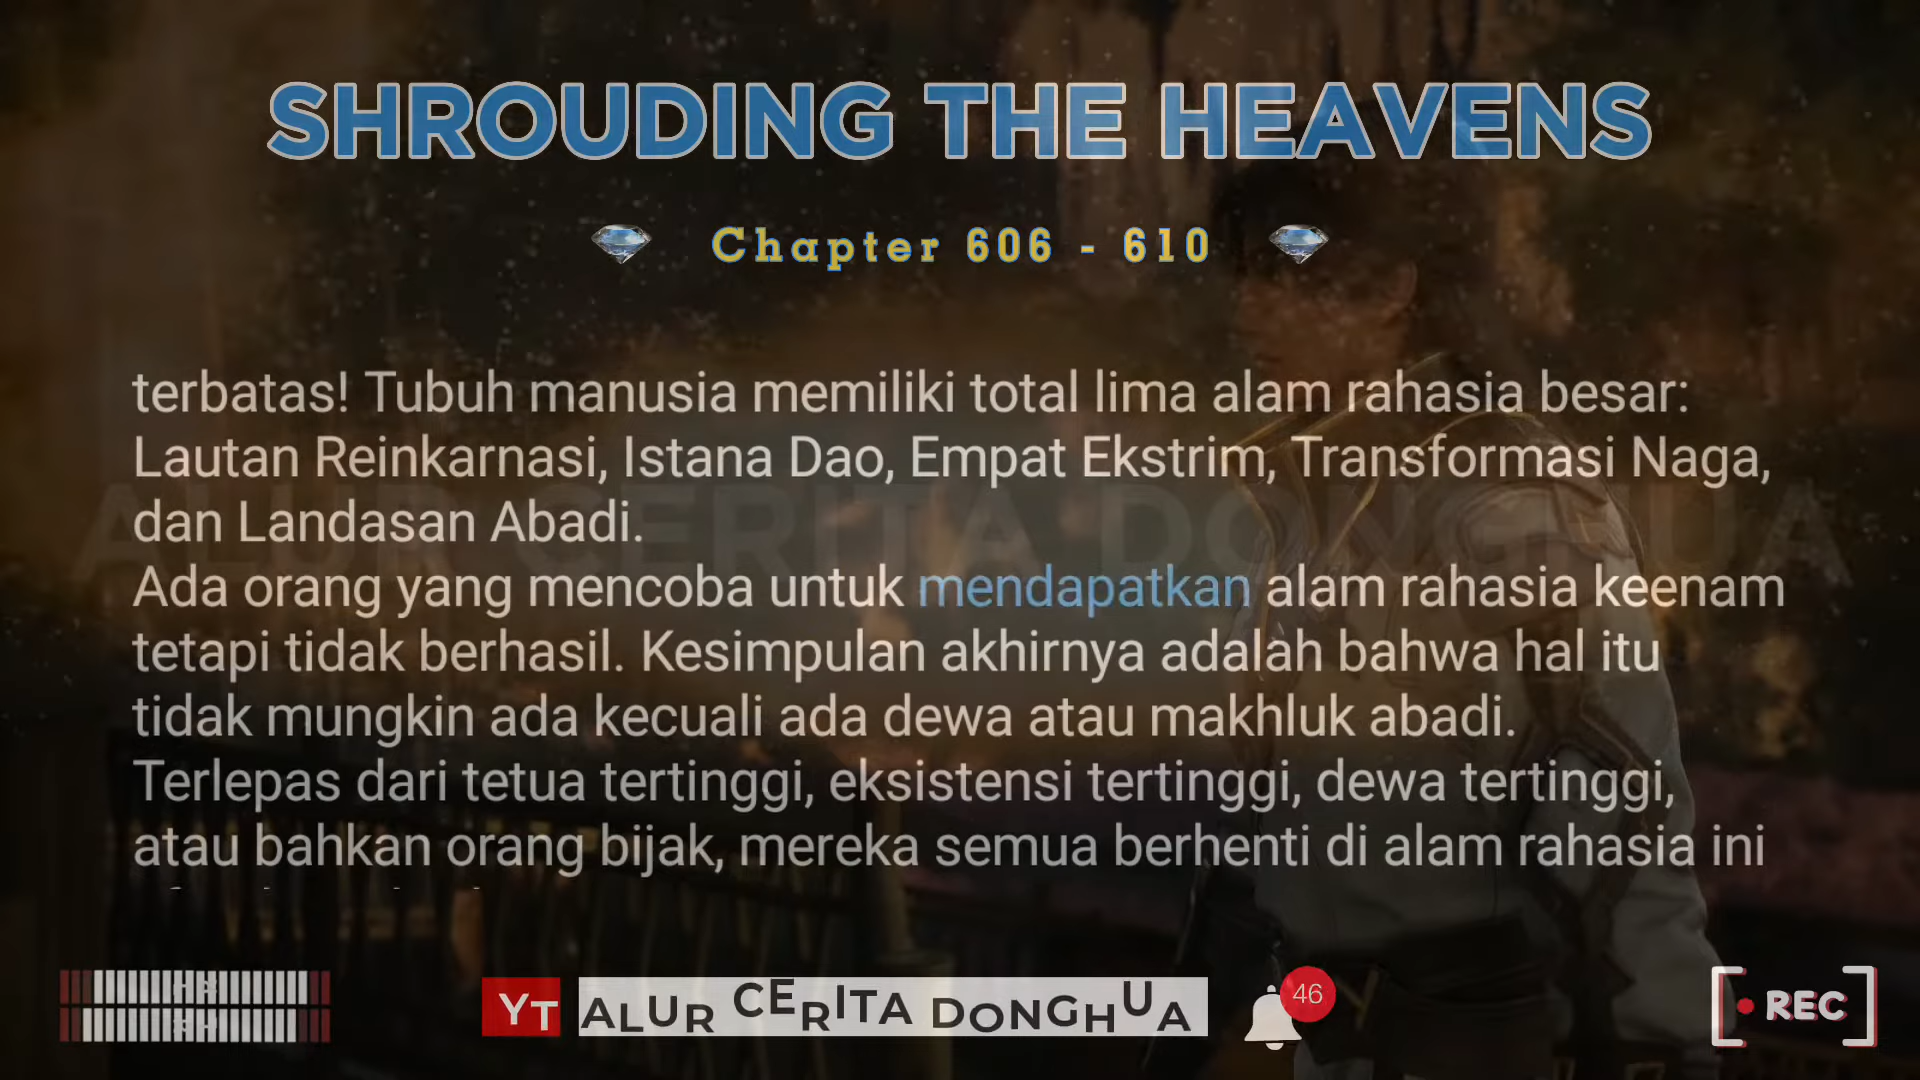 SHROUDING THE HEAVENS
Chapter 606 - 610
terbatas! Tubuh manusia memiliki total lima alam rahasia besar:
Lautan Reinkarnasi, Istana Dao, Empat Ekstrim, Transformasi Naga,
dan Landasan Abadi.
ALUR CERITA DONGHUA
Ada orang yang mencoba untuk mendapatkan alam rahasia keenam
tetapi tidak berhasil. Kesimpulan akhirnya adalah bahwa hal itu
tidak mungkin ada kecuali ada dewa atau makhluk abadi.
Terlepas dari tetua tertinggi, eksistensi tertinggi, dewa tertinggi,
atau bahkan orang bijak, mereka semua berhenti di alam rahasia ini
YT ALUR CERITA DONGHUA
46
REC